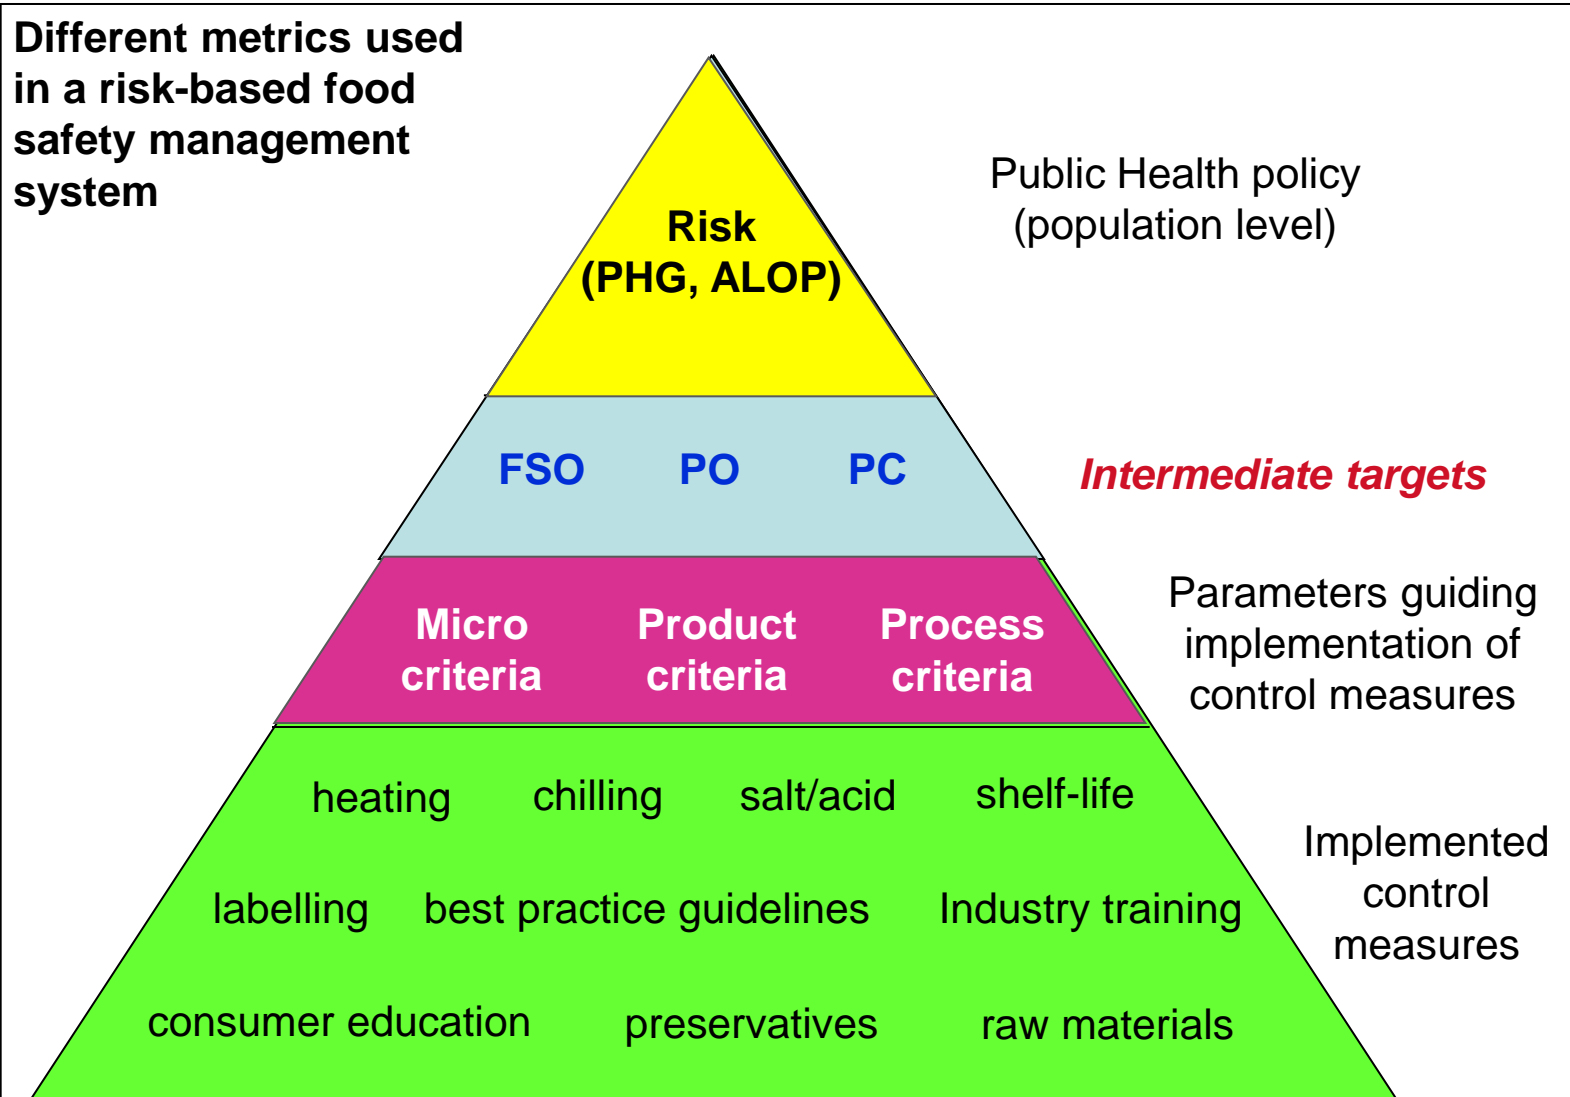 Different metrics used
in a risk-based food
safety management
system
Risk
(PHG, ALOP)
Public Health policy
(population level)
FSO PO PC
Intermediate targets
Micro
criteria
Product
criteria
Process
criteria
Parameters guiding
implementation of
control measures
heating chilling salt/acid shelf-life
labelling best practice guidelines Industry training
consumer education preservatives raw materials
Implemented
control
measures